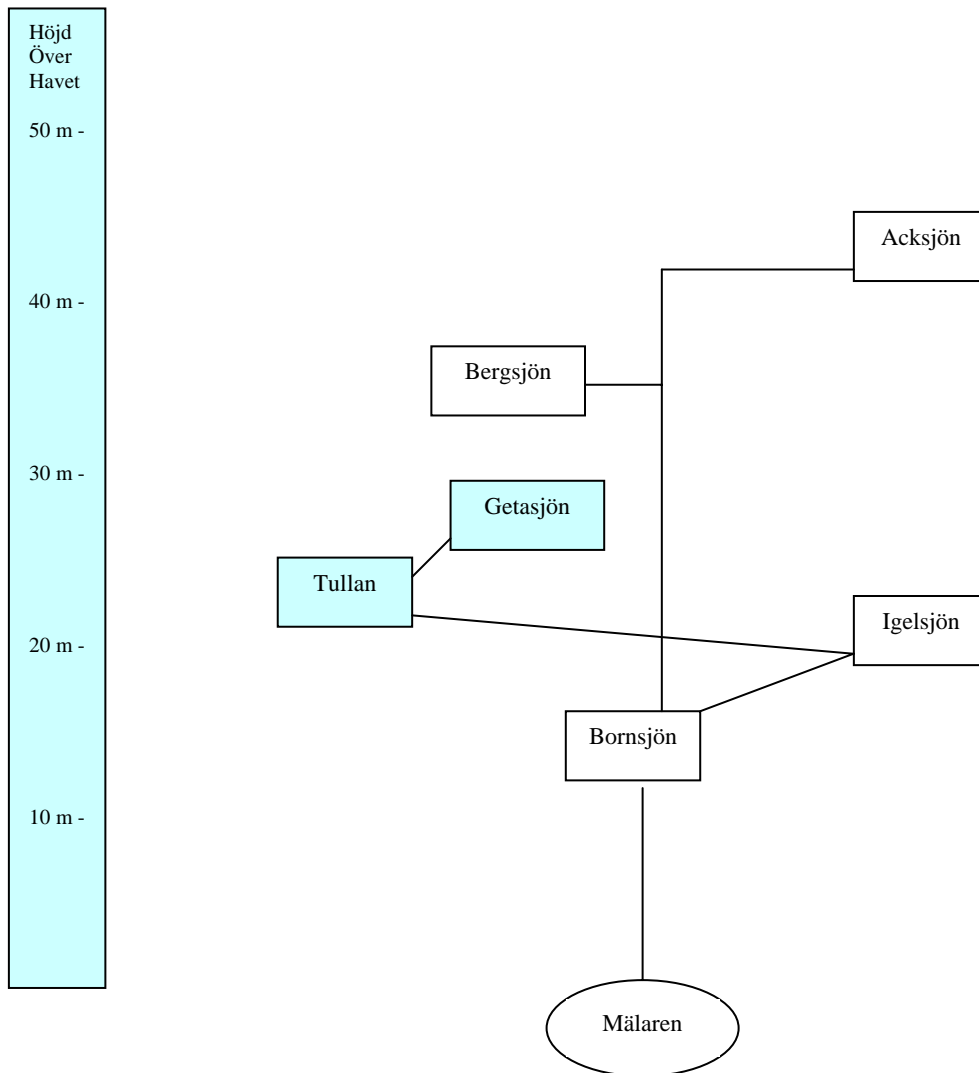 Höjd
Över
Havet
50 m -
Acksjön
40 m -
Bergsjön
30 m -
Getasjön
Tullan
Igelsjön
20 m -
Bornsjön
10 m -
Mälaren